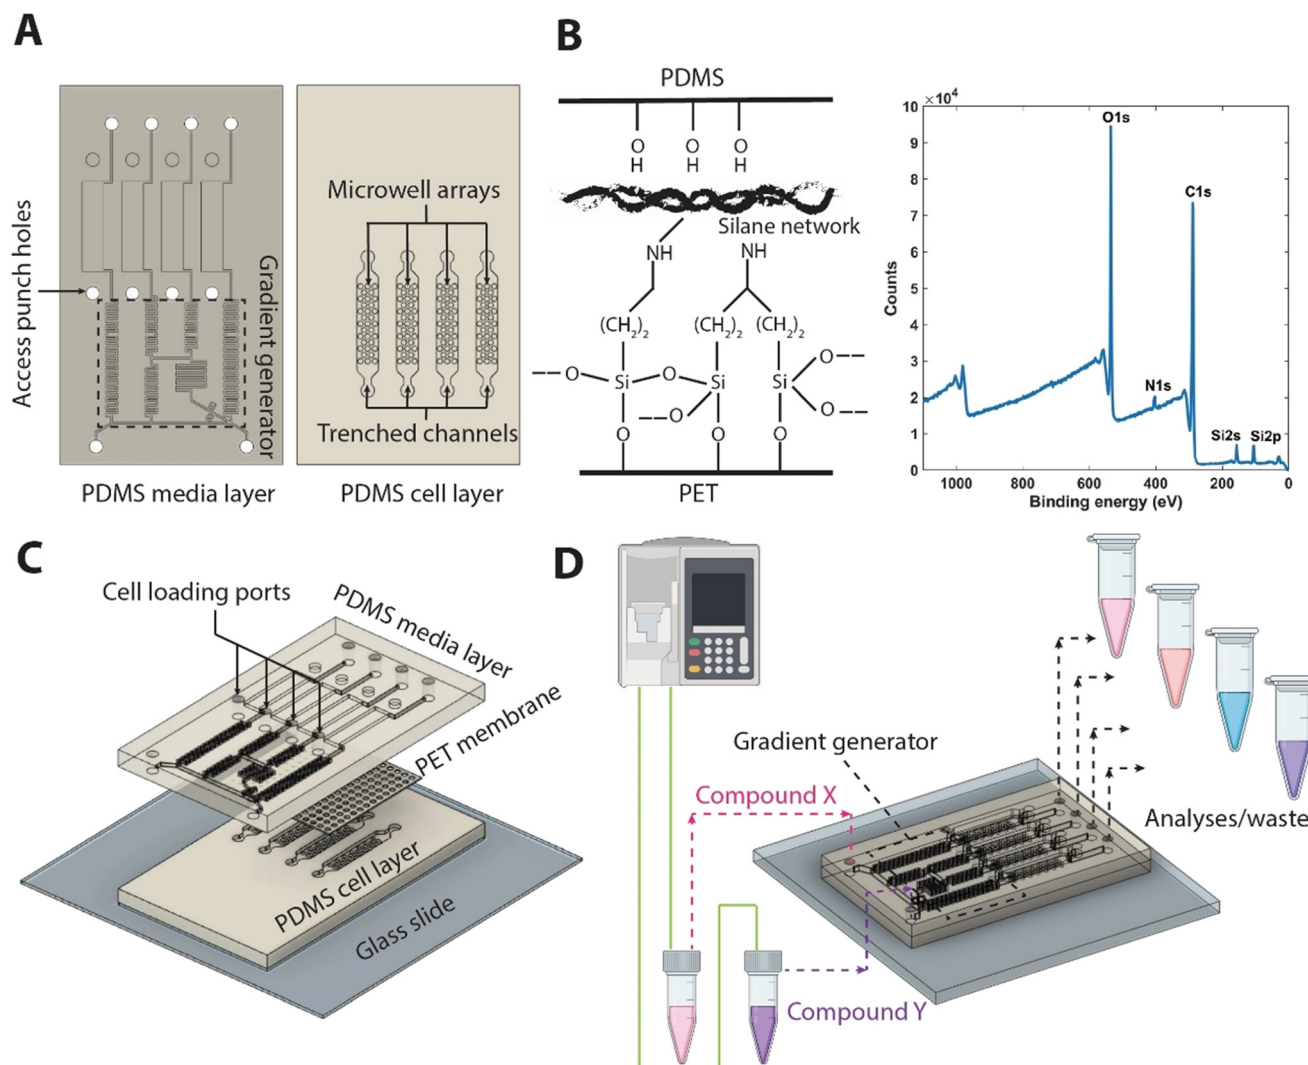 A
Access punch holes
Gradient generator
PDMS media layer
Microwell arrays
Trenched channels
PDMS cell layer
B
PDMS
O O O
H H H
Silane network
NH NH
(CH2)2 (CH2)2 (CH2)2
O Si O Si Si O
O O
O O
PET
×10^4
10
9
8
7
6
5
4
3
2
1
0
Counts
O1s
C1s
N1s
Si2s Si2p
1000 800 600 400 200 0
Binding energy (eV)
C
Cell loading ports
PDMS media layer
PET membrane
PDMS cell layer
Glass slide
D
Gradient generator
Compound X
Compound Y
Analyses/waste